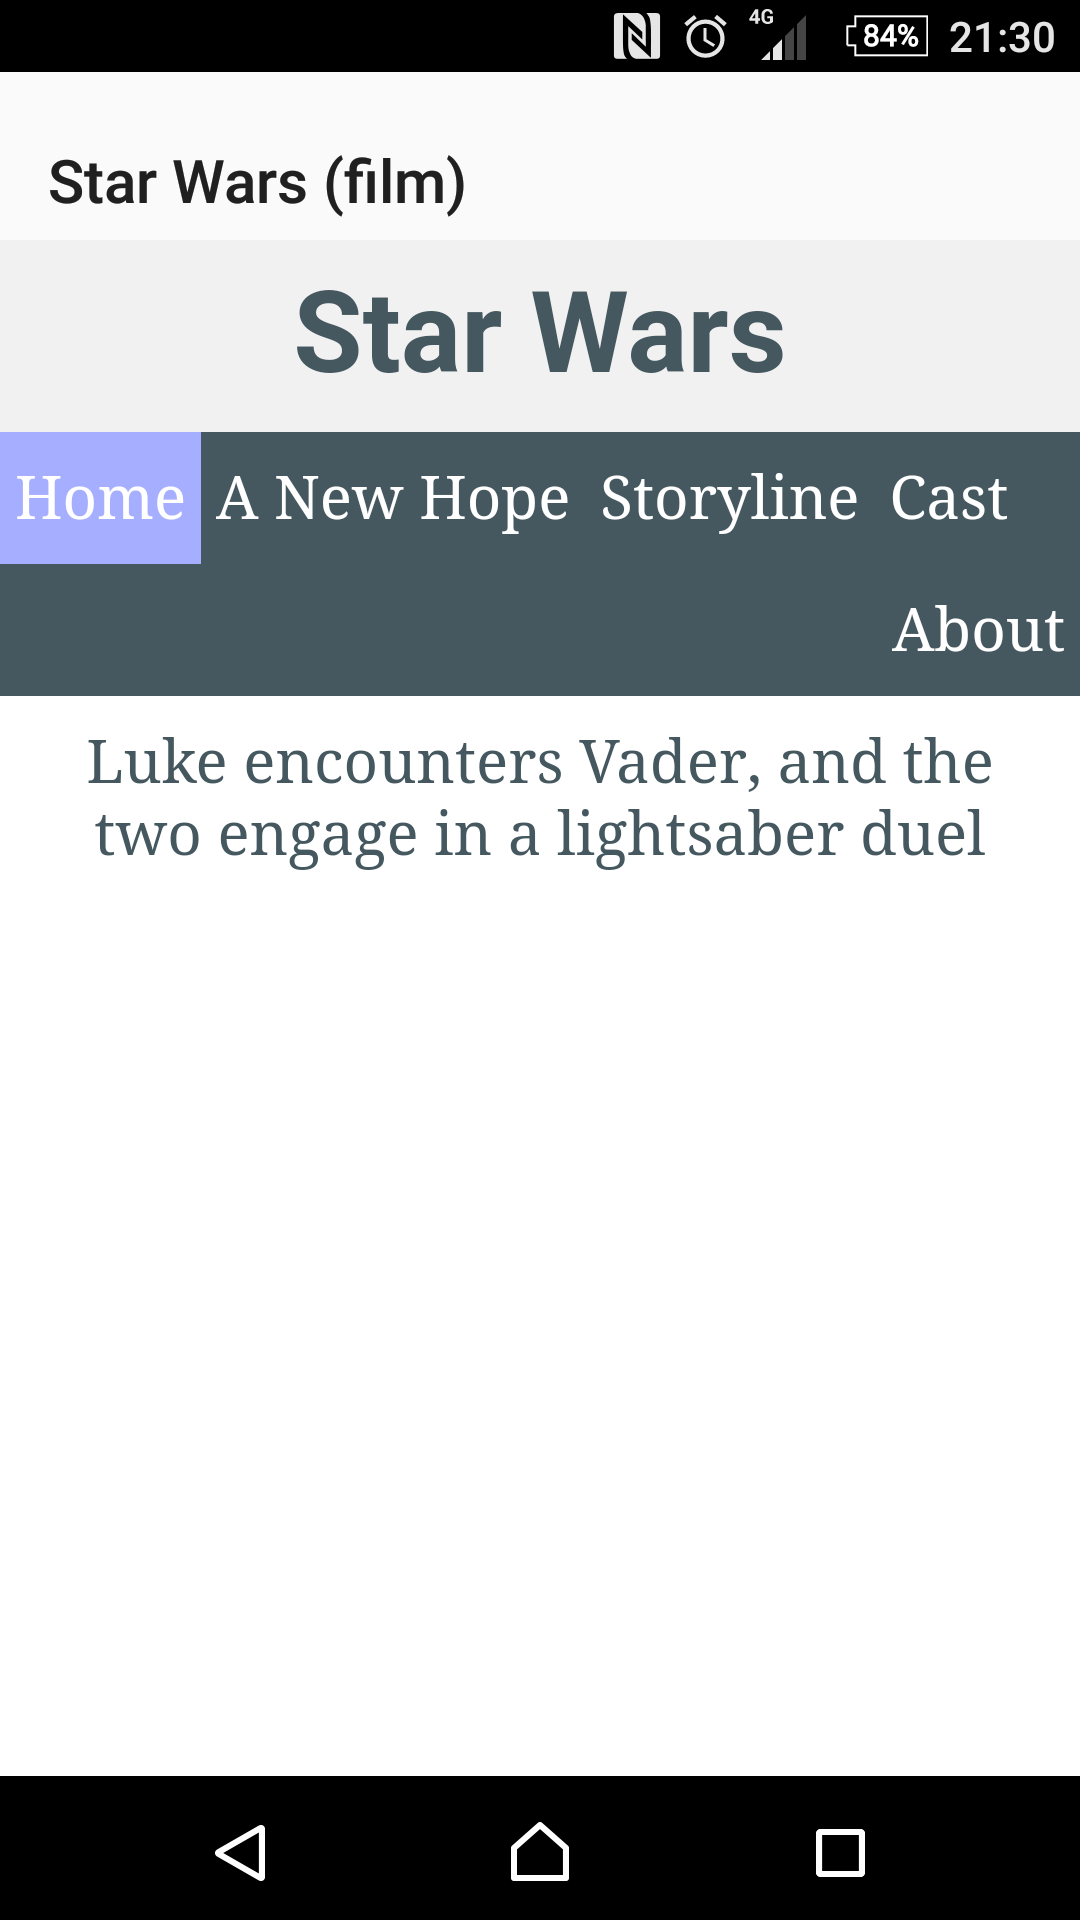 4G 84% 21:30
Star Wars (film)
Star Wars
Home A New Hope Storyline Cast
About
Luke encounters Vader, and the
two engage in a lightsaber duel